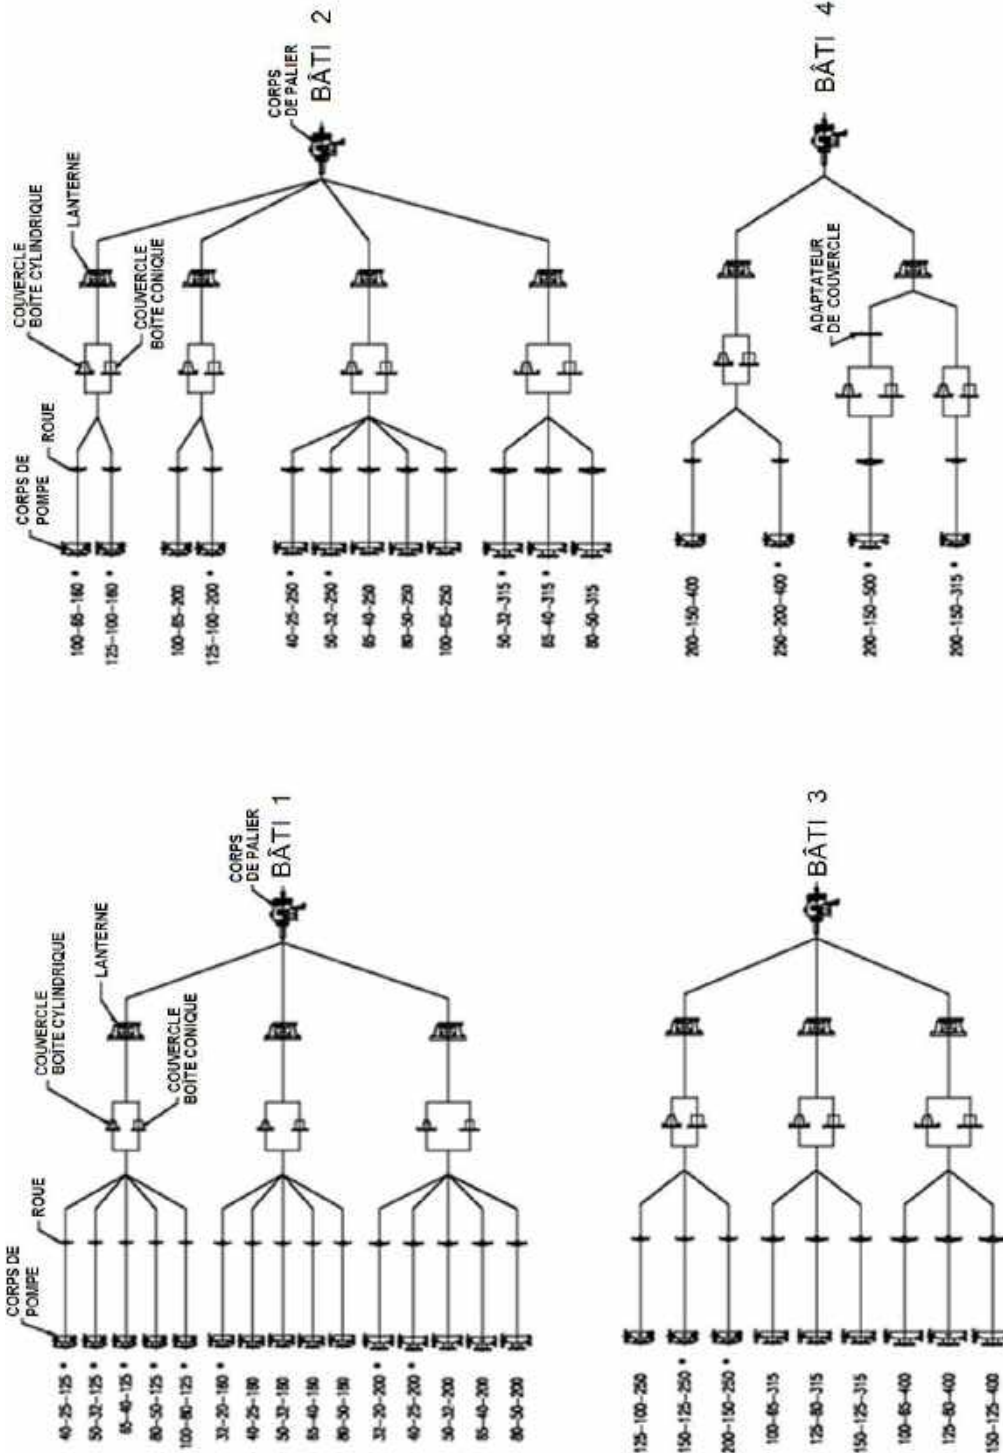 COUVERCLE
BOÎTE CYLINDRIQUE
LANTERNE
CORPS DE
POMPE
ROUE
COUVERCLE
BOÎTE CONIQUE
CORPS
DE PALIER
BÂTI 2
100-65-160 *
125-100-160 *
100-65-200
125-100-200 *
40-25-250 *
50-32-250 *
65-40-250
80-50-250
100-65-250
50-32-315 *
65-40-315 *
80-50-315
BÂTI 4
ADAPTATEUR
DE COUVERCLE
200-150-400
250-200-400 *
200-150-500 *
200-150-315 *
CORPS DE
POMPE
ROUE
COUVERCLE
BOÎTE CYLINDRIQUE
LANTERNE
COUVERCLE
BOÎTE CONIQUE
CORPS
DE PALIER
BÂTI 1
40-25-125 *
50-32-125 *
65-40-125 *
80-50-125 *
100-80-125 *
32-20-160 *
40-25-160
50-32-160
65-40-160
80-50-160
32-20-200 *
40-25-200 *
50-32-200
65-40-200
80-50-200
BÂTI 3
125-100-250
150-125-250 *
200-150-250 *
100-65-315
125-80-315
150-125-315
100-65-400
125-80-400
150-125-400